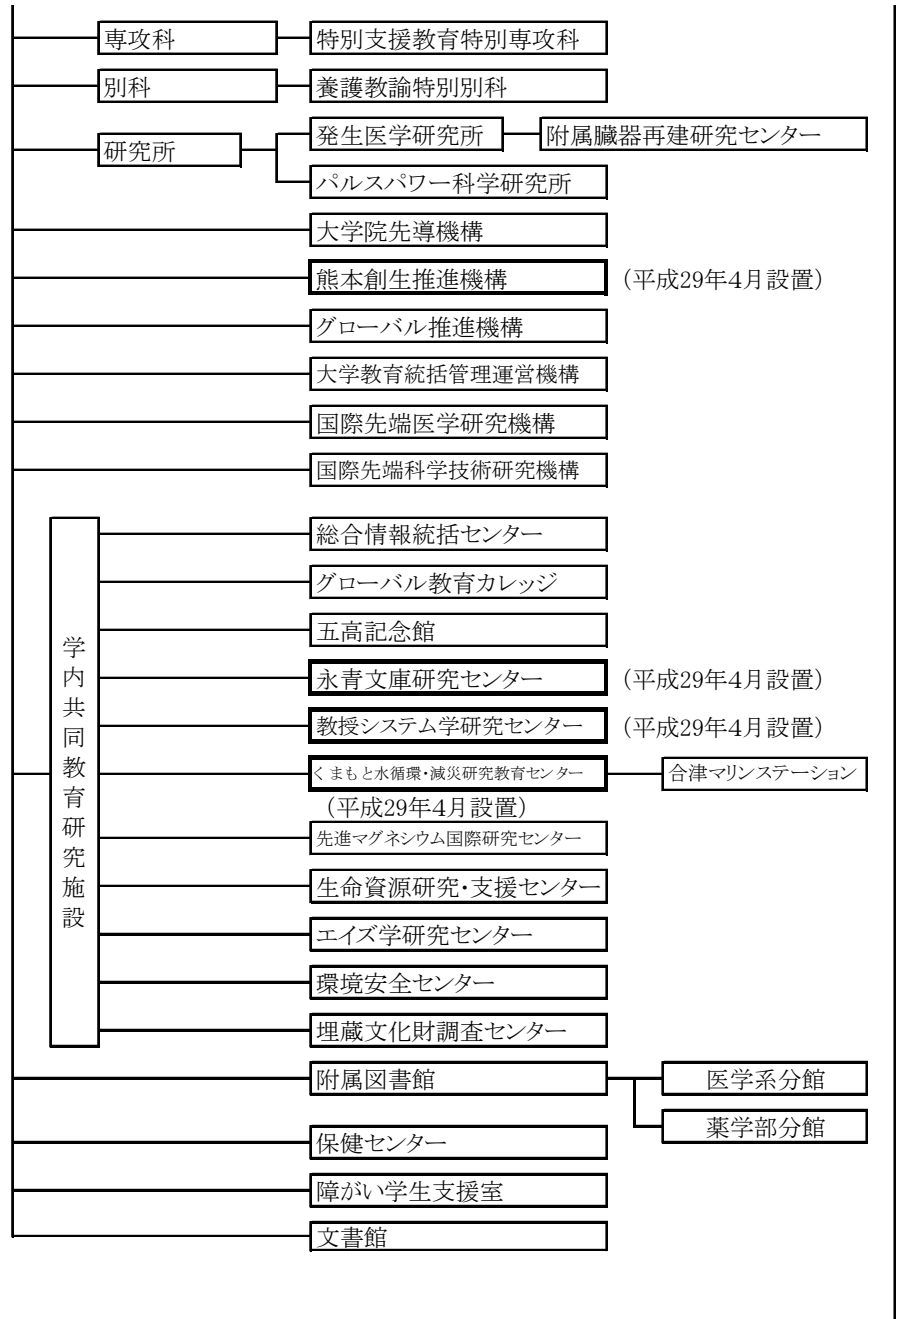 専攻科
特別支援教育特別専攻科
別科
養護教諭特別別科
研究所
発生医学研究所
附属臓器再建研究センター
パルスパワー科学研究所
大学院先導機構
熊本創生推進機構
(平成29年4月設置)
グローバル推進機構
大学教育統括管理運営機構
国際先端医学研究機構
国際先端科学技術研究機構
学内共同教育研究施設
総合情報統括センター
グローバル教育カレッジ
五高記念館
永青文庫研究センター
(平成29年4月設置)
教授システム学研究センター
(平成29年4月設置)
くまもと水循環・減災研究教育センター
合津マリンステーション
(平成29年4月設置)
先進マグネシウム国際研究センター
生命資源研究・支援センター
エイズ学研究センター
環境安全センター
埋蔵文化財調査センター
附属図書館
医学系分館
薬学部分館
保健センター
障がい学生支援室
文書館